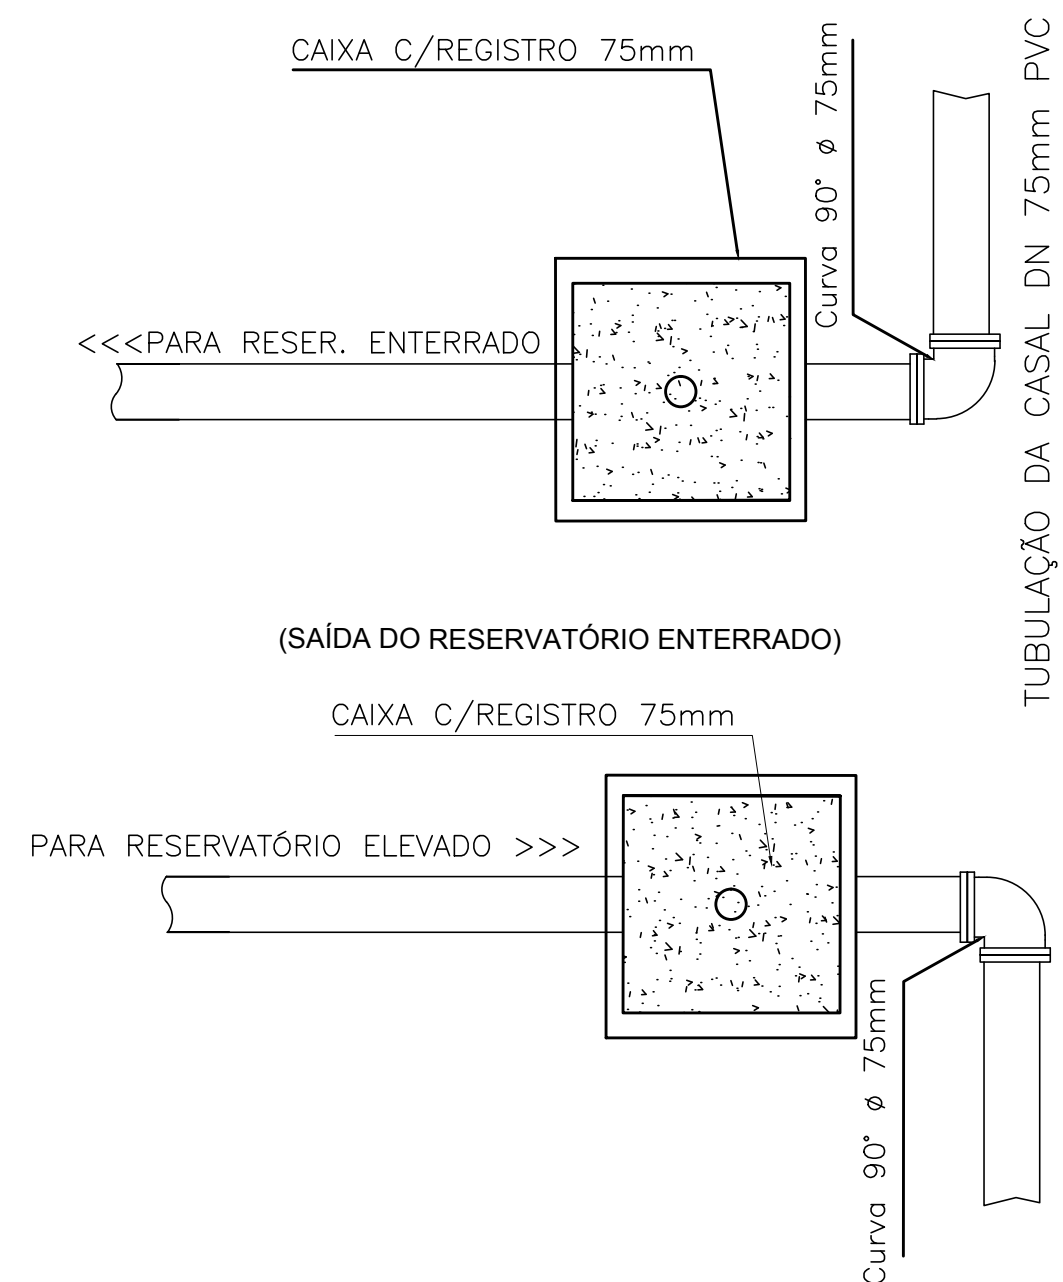 CAIXA C/REGISTRO 75mm
Curva 90° ø 75mm
TUBULAÇÃO DA CASAL DN 75mm PVC
<<<PARA RESER. ENTERRADO
(SAÍDA DO RESERVATÓRIO ENTERRADO)
CAIXA C/REGISTRO 75mm
PARA RESERVATÓRIO ELEVADO >>>
Curva 90° ø 75mm